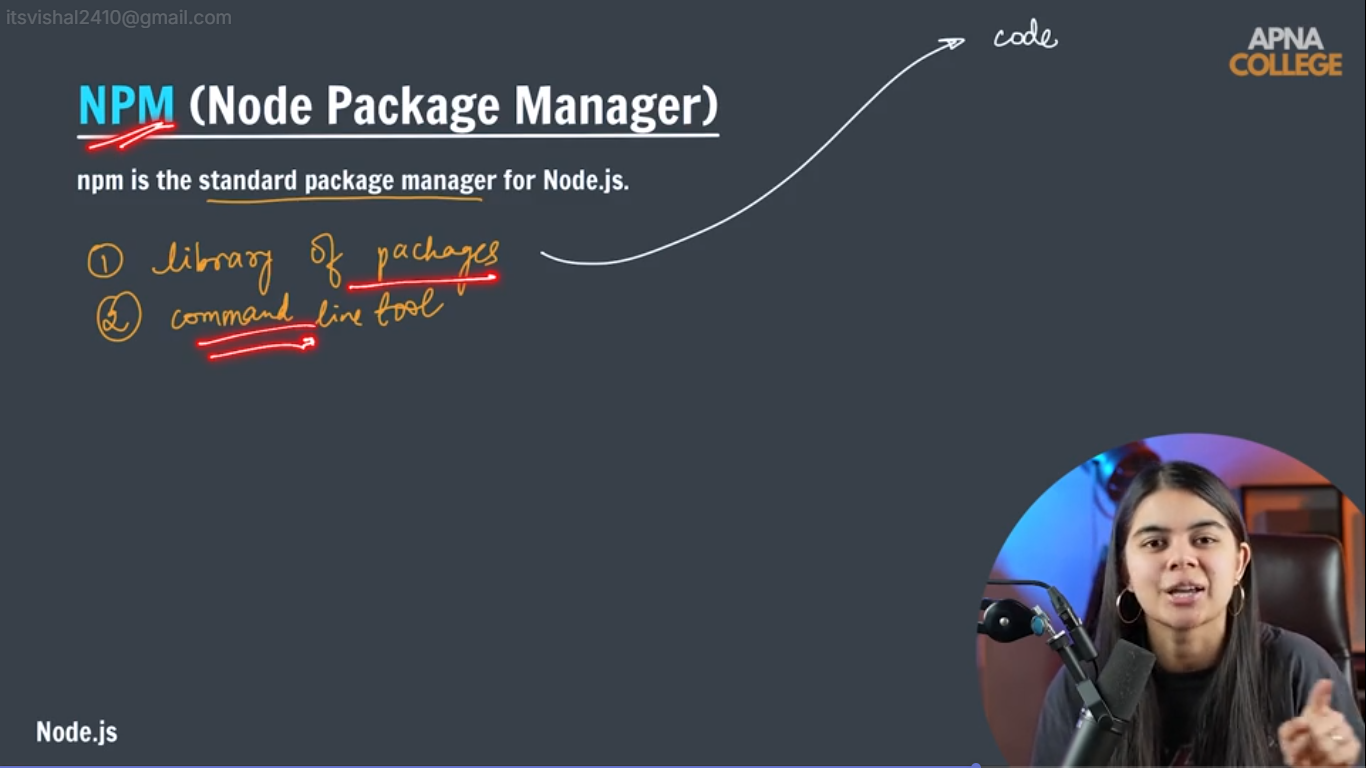 itsvishal2410@gmail.com
code
APNA
COLLEGE
NPM (Node Package Manager)
npm is the standard package manager for Node.js.
① library of packages
② command line tool
Node.js